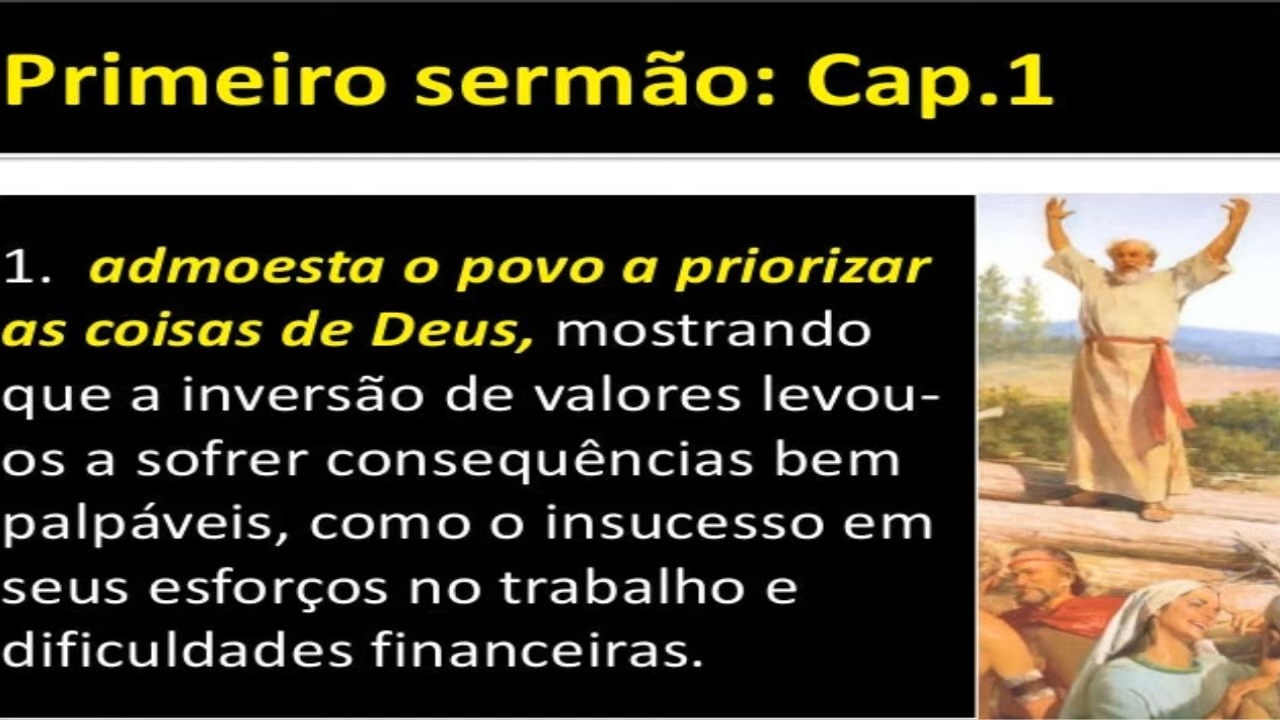 Primeiro sermão: Cap.1
1. admoesta o povo a priorizar
as coisas de Deus, mostrando
que a inversão de valores levou-
os a sofrer consequências bem
palpáveis, como o insucesso em
seus esforços no trabalho e
dificuldades financeiras.